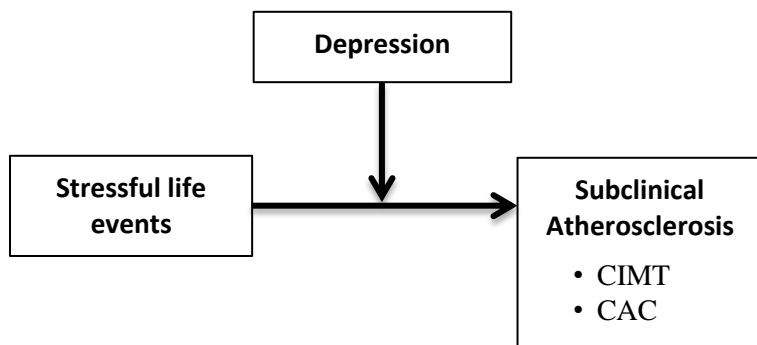 Depression
Stressful life
events
Subclinical
Atherosclerosis
• CIMT
• CAC